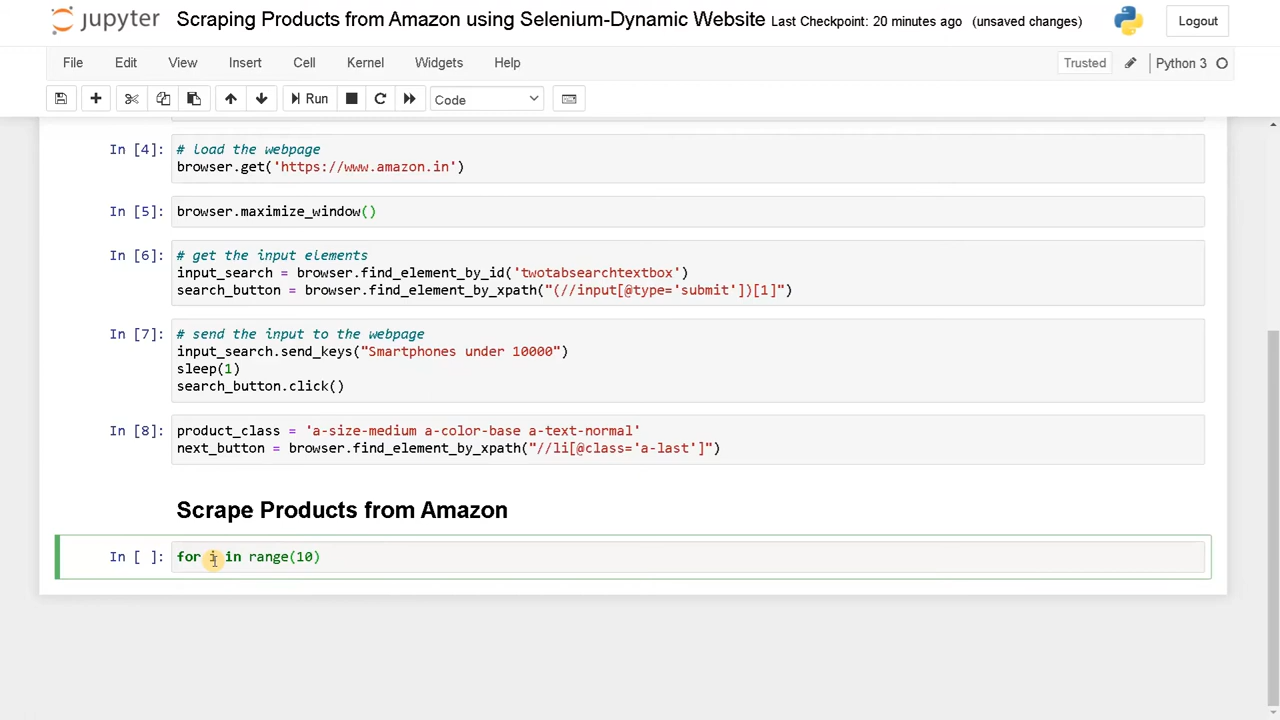 jupyter Scraping Products from Amazon using Selenium-Dynamic Website Last Checkpoint: 20 minutes ago (unsaved changes) Logout
File Edit View Insert Cell Kernel Widgets Help Trusted Python 3
Run Code
In [4]: # load the webpage
browser.get('https://www.amazon.in')
In [5]: browser.maximize_window()
In [6]: # get the input elements
input_search = browser.find_element_by_id('twotabsearchtextbox')
search_button = browser.find_element_by_xpath("(//input[@type='submit'])[1]")
In [7]: # send the input to the webpage
input_search.send_keys("Smartphones under 10000")
sleep(1)
search_button.click()
In [8]: product_class = 'a-size-medium a-color-base a-text-normal'
next_button = browser.find_element_by_xpath("//li[@class='a-last']")
Scrape Products from Amazon
In [ ]: for i in range(10)